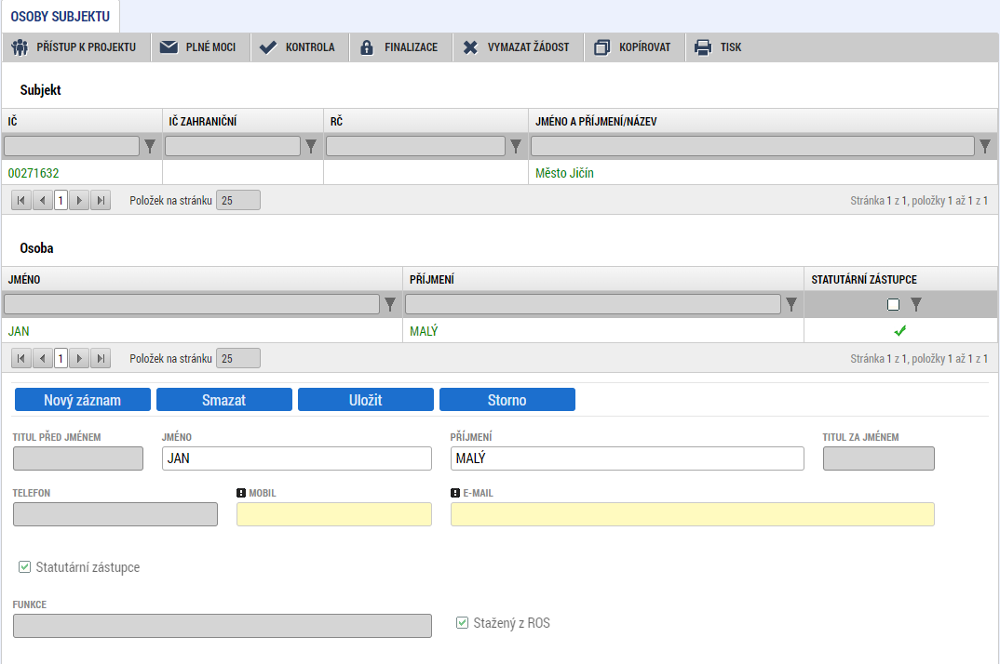 OSOBY SUBJEKTU
PŘÍSTUP K PROJEKTU PLNÉ MOCI KONTROLA FINALIZACE VYMAZAT ŽÁDOST KOPÍROVAT TISK
Subjekt
IČ IČ ZAHRANIČNÍ RČ JMÉNO A PŘÍJMENÍ/NÁZEV
00271632 Město Jičín
1 Položek na stránku 25 Stránka 1 z 1, položky 1 až 1 z 1
Osoba
JMÉNO PŘÍJMENÍ STATUTÁRNÍ ZÁSTUPCE
JAN MALÝ
1 Položek na stránku 25 Stránka 1 z 1, položky 1 až 1 z 1
Nový záznam Smazat Uložit Storno
TITUL PŘED JMÉNEM JMÉNO PŘÍJMENÍ TITUL ZA JMÉNEM
JAN MALÝ
TELEFON MOBIL E-MAIL
Statutární zástupce
FUNKCE
Stažený z ROS